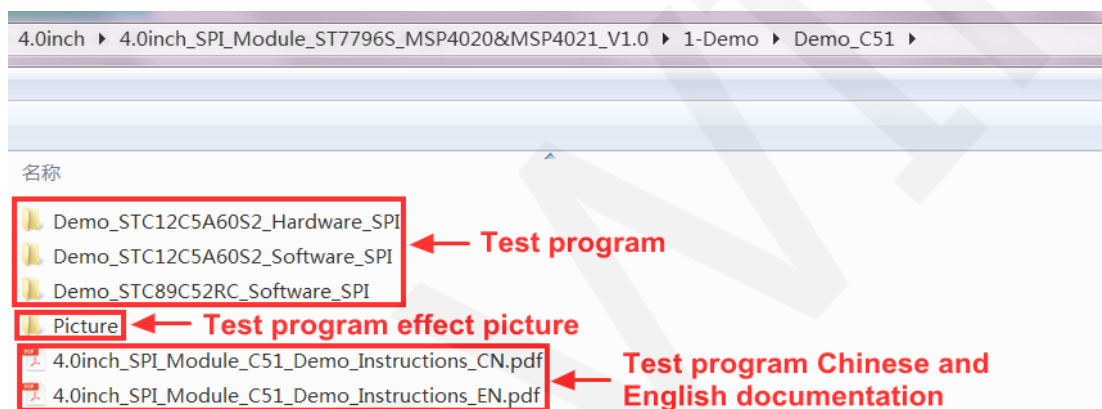 4.0inch ▸ 4.0inch_SPI_Module_ST7796S_MSP4020&MSP4021_V1.0 ▸ 1-Demo ▸ Demo_C51 ▸
名称
Demo_STC12C5A60S2_Hardware_SPI
Demo_STC12C5A60S2_Software_SPI
Test program
Demo_STC89C52RC_Software_SPI
Picture
Test program effect picture
4.0inch_SPI_Module_C51_Demo_Instructions_CN.pdf
4.0inch_SPI_Module_C51_Demo_Instructions_EN.pdf
Test program Chinese and
English documentation